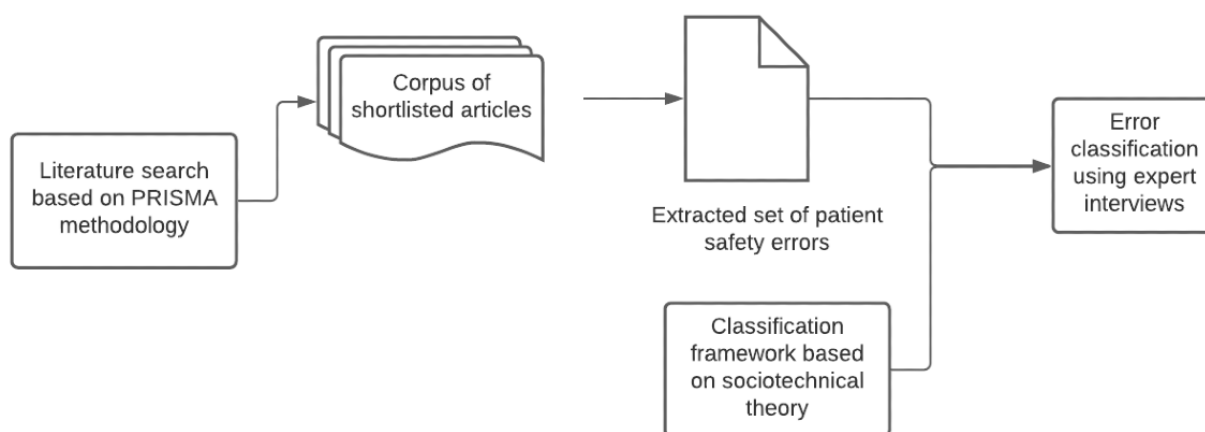 Literature search
based on PRISMA
methodology
Corpus of
shortlisted articles
Extracted set of patient
safety errors
Classification
framework based
on sociotechnical
theory
Error
classification
using expert
interviews